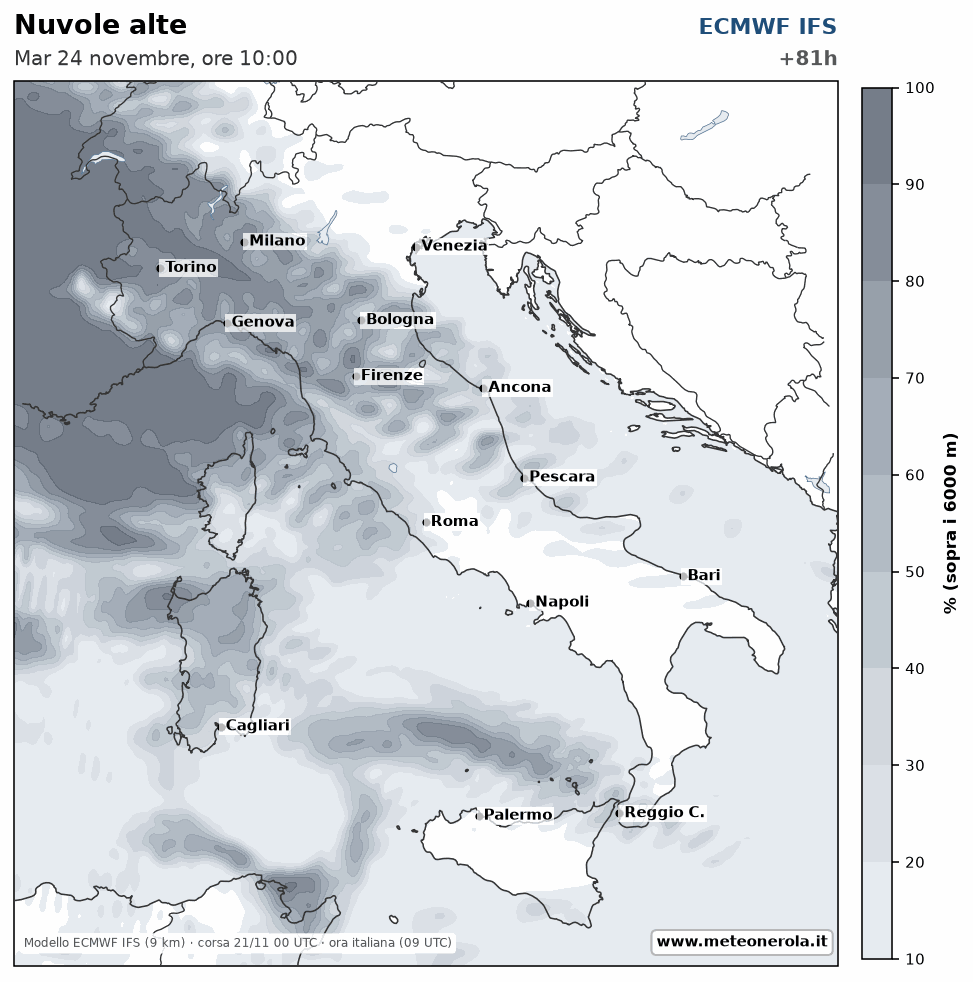 Nuvole alte
ECMWF IFS
Mar 24 novembre, ore 10:00
+81h
Milano
Venezia
Torino
Genova
Bologna
Firenze
Ancona
Pescara
Roma
Bari
Napoli
Cagliari
Palermo
Reggio C.
Modello ECMWF IFS (9 km) · corsa 21/11 00 UTC · ora italiana (09 UTC)
www.meteonerola.it
100
90
80
70
60
50
40
30
20
10
% (sopra i 6000 m)